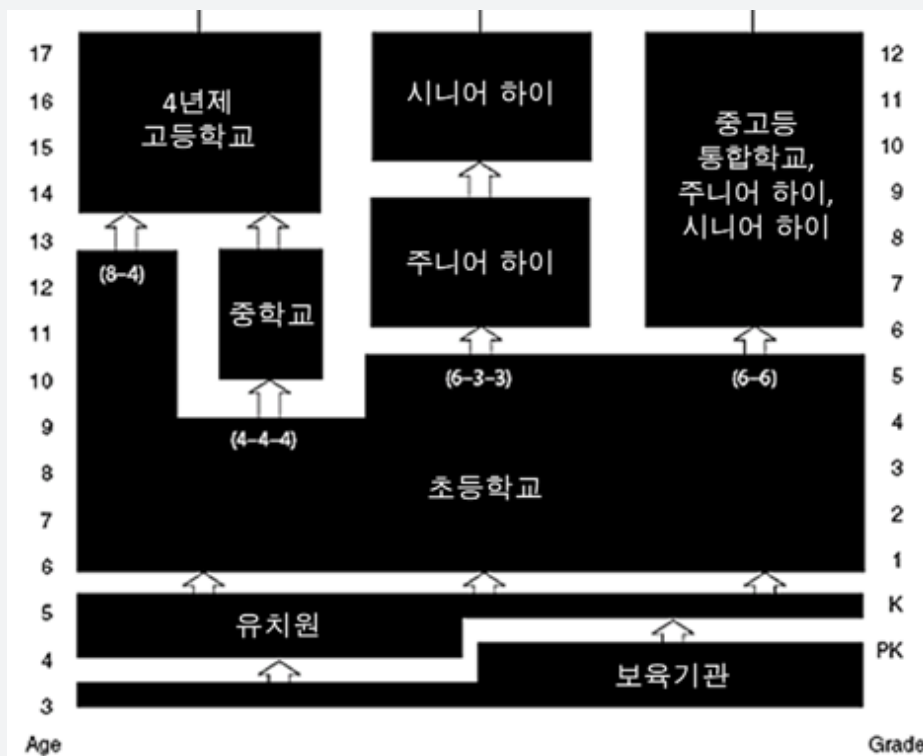 17
16
15
14
13
12
11
10
9
8
7
6
5
4
3
Age
4년제
고등학교
시니어 하이
중고등
통합학교,
주니어 하이,
시니어 하이
(8–4)
중학교
주니어 하이
(4–4–4)
(6–3–3)
(6–6)
초등학교
유치원
보육기관
12
11
10
9
8
7
6
5
4
3
2
1
K
PK
Grade